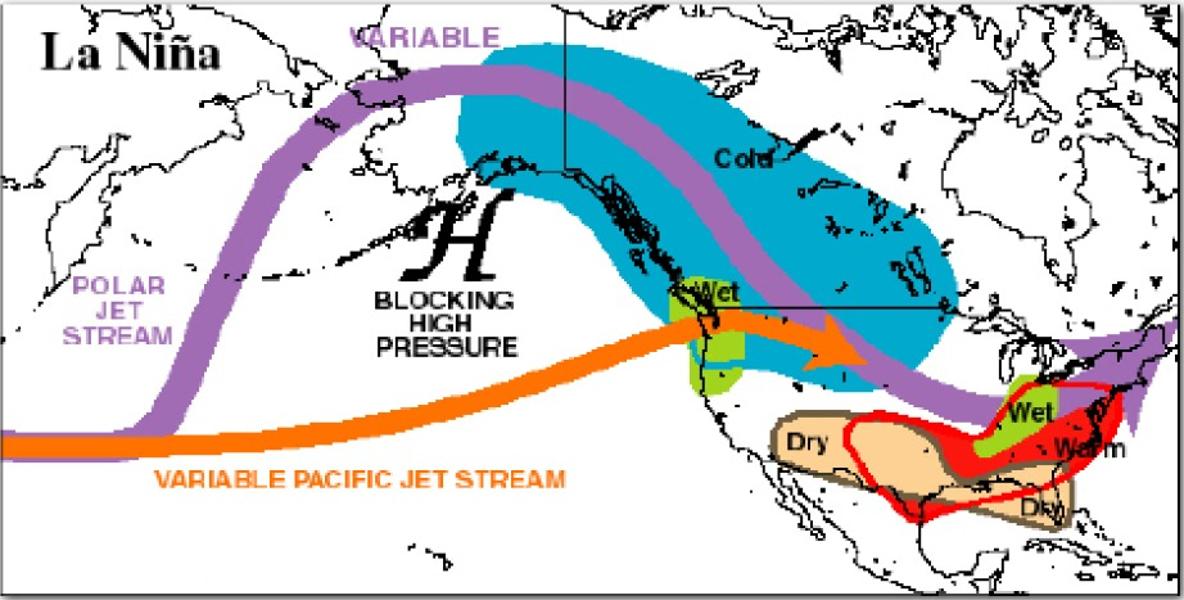 La Niña
VARIABLE
Cold
POLAR
JET
STREAM
H
BLOCKING
HIGH
PRESSURE
Wet
VARIABLE PACIFIC JET STREAM
Dry
Wet
Warm
Dry